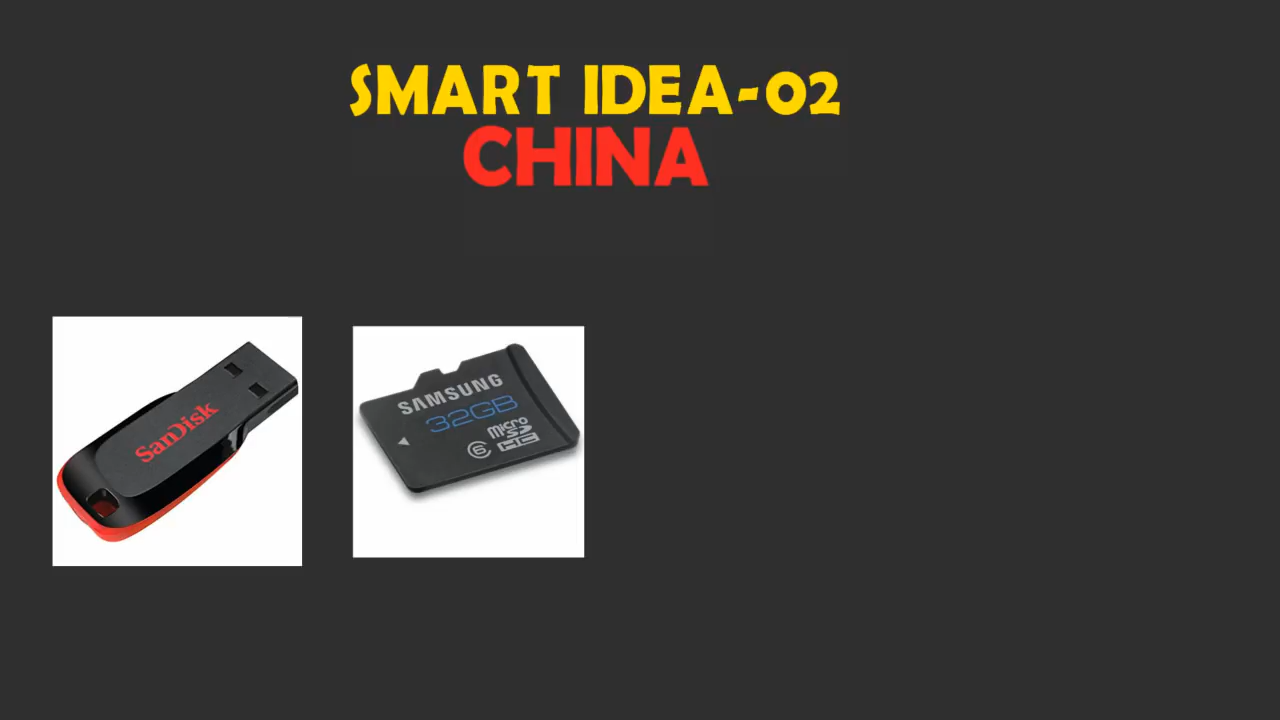 SMART IDEA-02
CHINA
SanDisk
SAMSUNG
32GB
micro
SD
HC
6